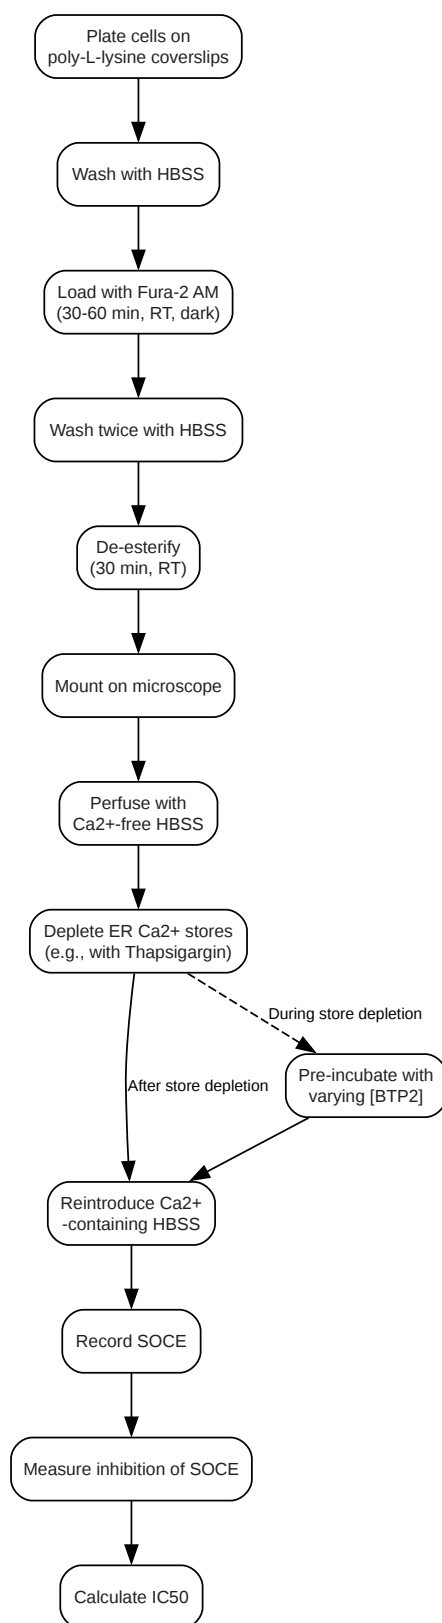 Plate cells on
poly-L-lysine coverslips
Wash with HBSS
Load with Fura-2 AM
(30-60 min, RT, dark)
Wash twice with HBSS
De-esterify
(30 min, RT)
Mount on microscope
Perfuse with
Ca2+-free HBSS
Deplete ER Ca2+ stores
(e.g., with Thapsigargin)
During store depletion
Pre-incubate with
varying [BTP2]
After store depletion
Reintroduce Ca2+
-containing HBSS
Record SOCE
Measure inhibition of SOCE
Calculate IC50